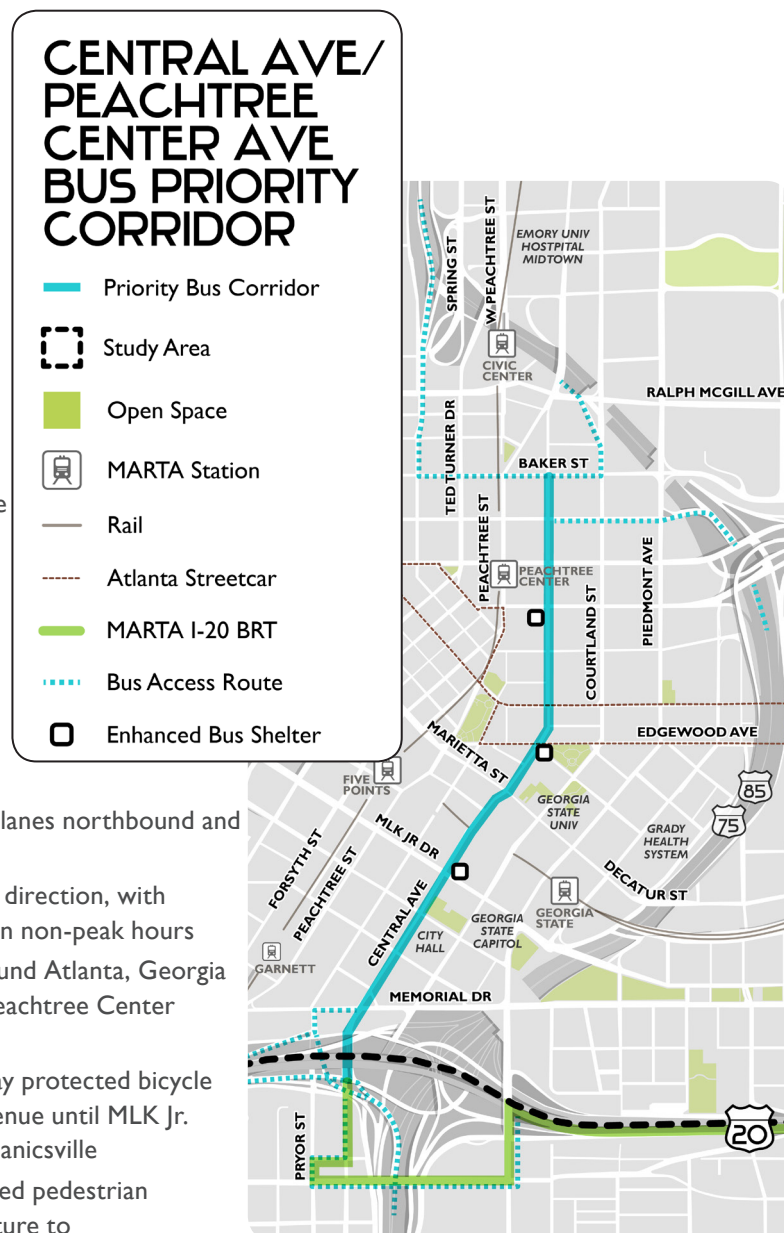 CENTRAL AVE/
PEACHTREE
CENTER AVE
BUS PRIORITY
CORRIDOR
Priority Bus Corridor
Study Area
Open Space
MARTA Station
Rail
Atlanta Streetcar
MARTA I-20 BRT
Bus Access Route
Enhanced Bus Shelter
e
lanes northbound and
direction, with
n non-peak hours
und Atlanta, Georgia
eachtree Center
ay protected bicycle
enue until MLK Jr.
anicsville
ed pedestrian
ture to
SPRING ST
W PEACHTREE ST
EMORY UNIV
HOSTPITAL
MIDTOWN
CIVIC
CENTER
RALPH MCGILL AVE
TED TURNER DR
BAKER ST
PEACHTREE ST
PEACHTREE
CENTER
COURTLAND ST
PIEDMONT AVE
MARIETTA ST
EDGEWOOD AVE
FIVE
POINTS
GEORGIA
STATE
UNIV
85
75
GRADY
HEALTH
SYSTEM
MLK JR DR
FORSYTH ST
PEACHTREE ST
DECATUR ST
CENTRAL AVE
GEORGIA
STATE
CITY
HALL
GEORGIA
STATE
CAPITOL
GARNETT
MEMORIAL DR
PRYOR ST
20